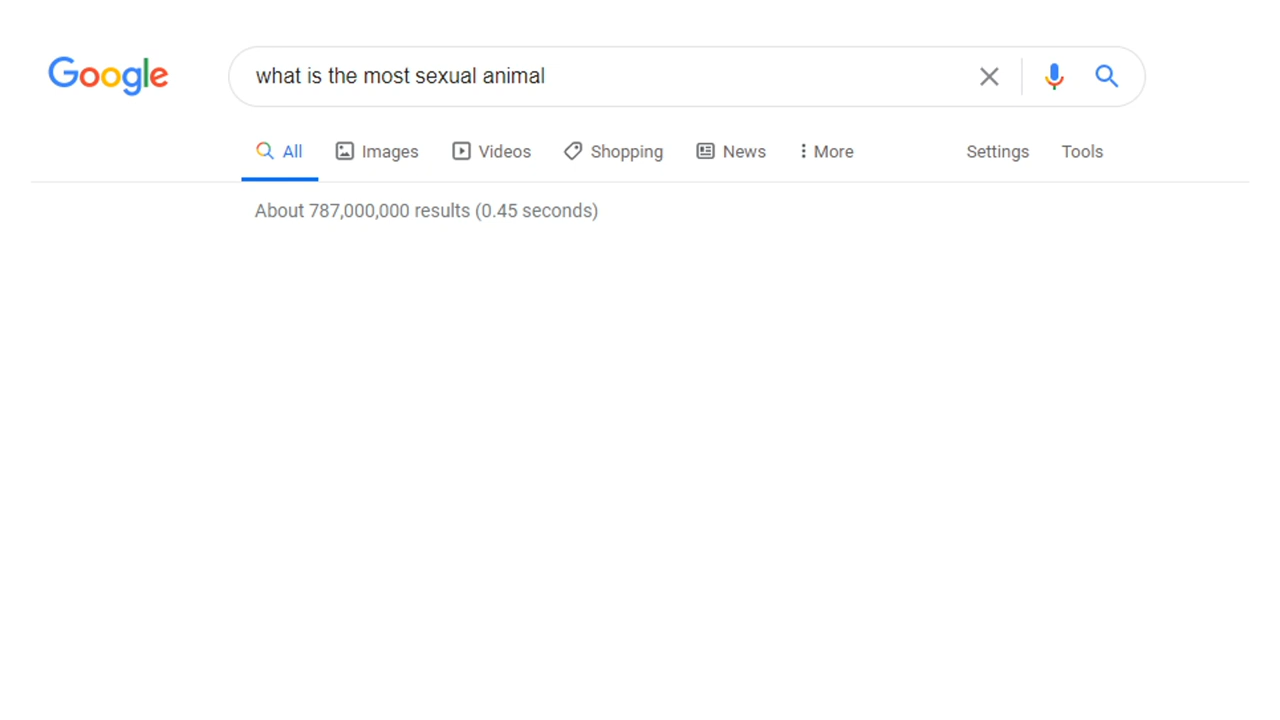 Google what is the most sexual animal
All Images Videos Shopping News More Settings Tools
About 787,000,000 results (0.45 seconds)